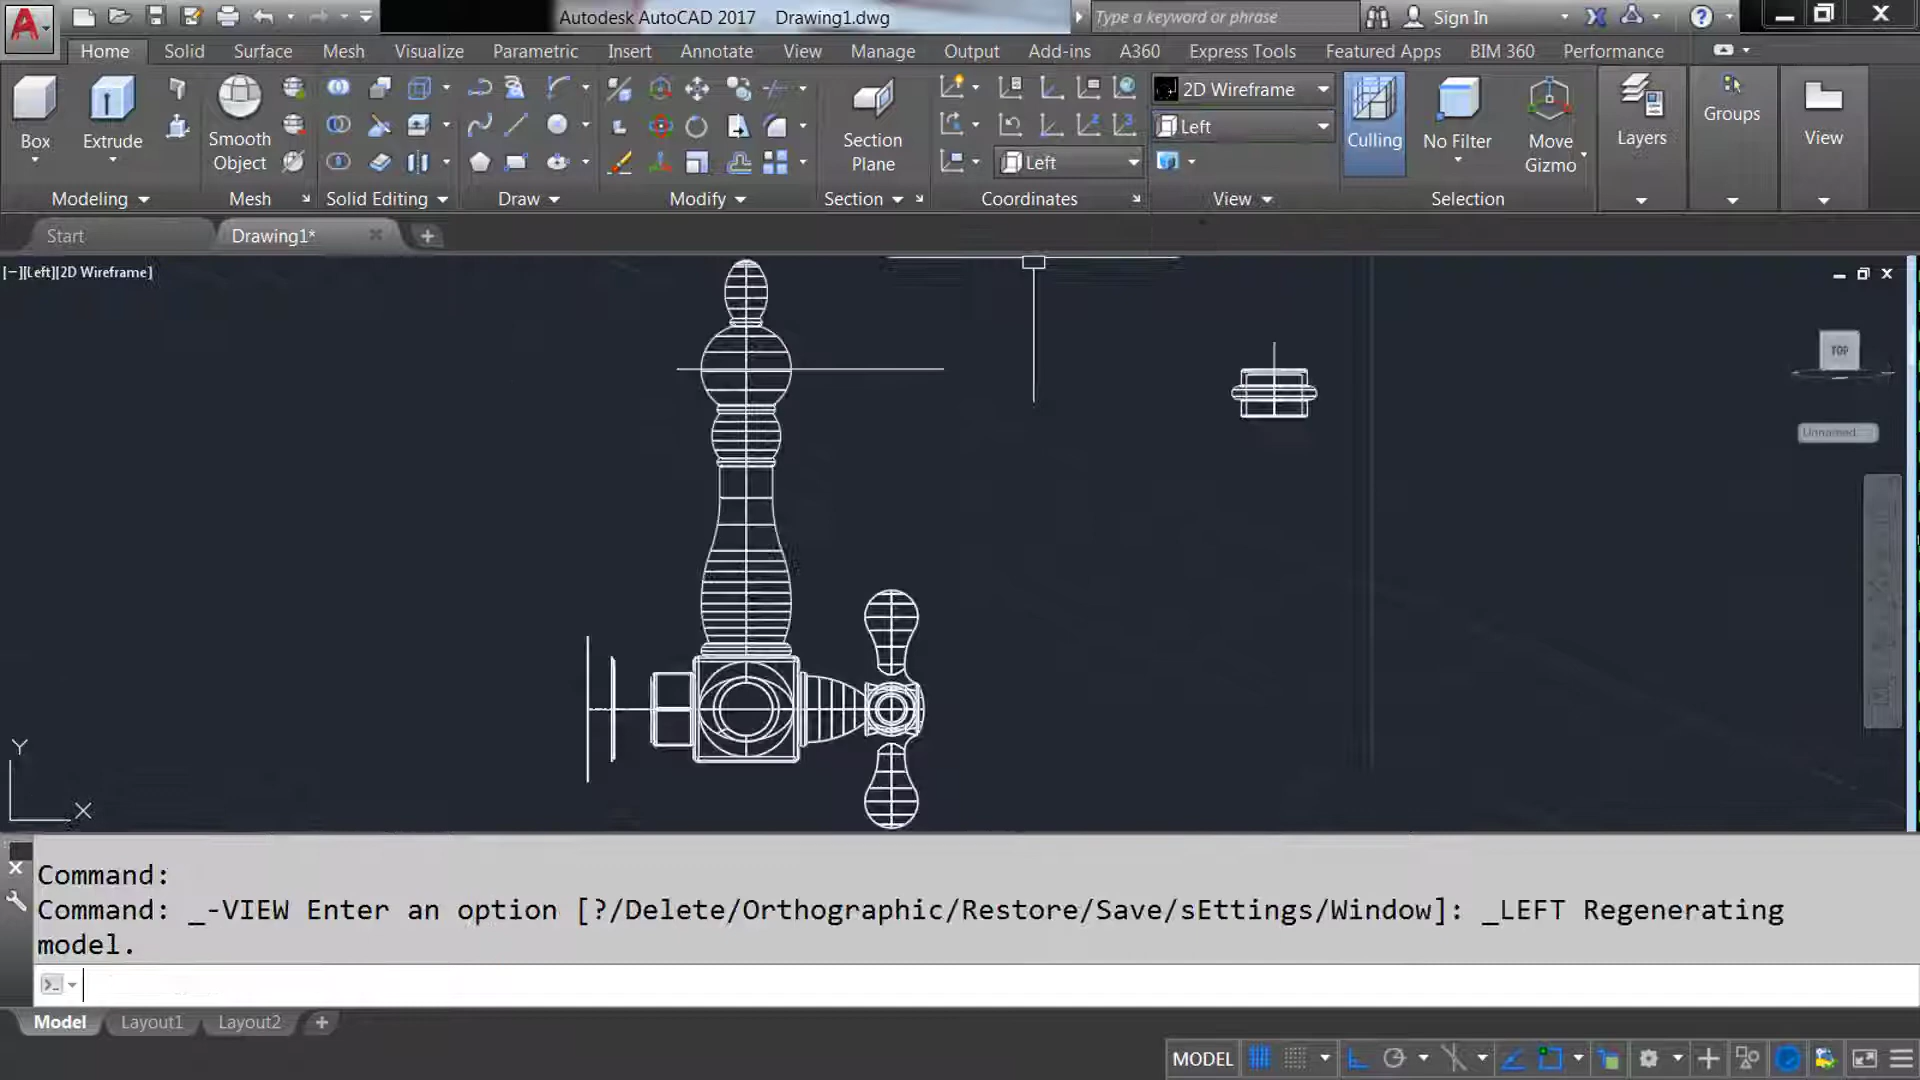 Autodesk AutoCAD 2017 Drawing1.dwg
Type a keyword or phrase
Sign In
Home Solid Surface Mesh Visualize Parametric Insert Annotate View Manage Output Add-ins A360 Express Tools Featured Apps BIM 360 Performance
Box
Extrude
Smooth Object
Section Plane
2D Wireframe
Left
Left
Culling
No Filter
Move Gizmo
Layers
Groups
View
Modeling Mesh Solid Editing Draw Modify Section Coordinates View Selection
Start Drawing1*
[−][Left][2D Wireframe]
TOP
Unnamed
Y
X
Command:
Command: _-VIEW Enter an option [?/Delete/Orthographic/Restore/Save/sEttings/Window]: _LEFT Regenerating
model.
Model Layout1 Layout2
MODEL